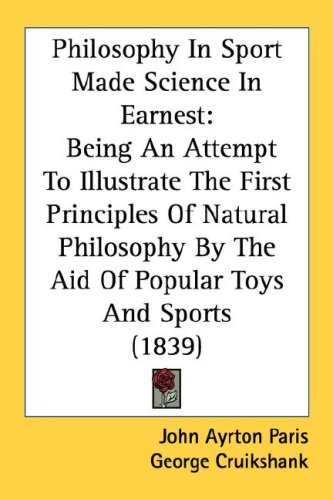 Philosophy In Sport
Made Science In
Earnest:
Being An Attempt
To Illustrate The First
Principles Of Natural
Philosophy By The
Aid Of Popular Toys
And Sports
(1839)
John Ayrton Paris
George Cruikshank